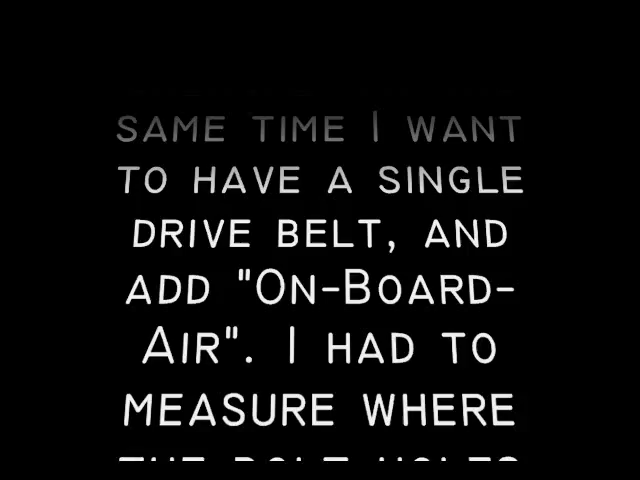 SAME TIME I WANT
TO HAVE A SINGLE
DRIVE BELT, AND
ADD "ON-BOARD-
AIR". I HAD TO
MEASURE WHERE